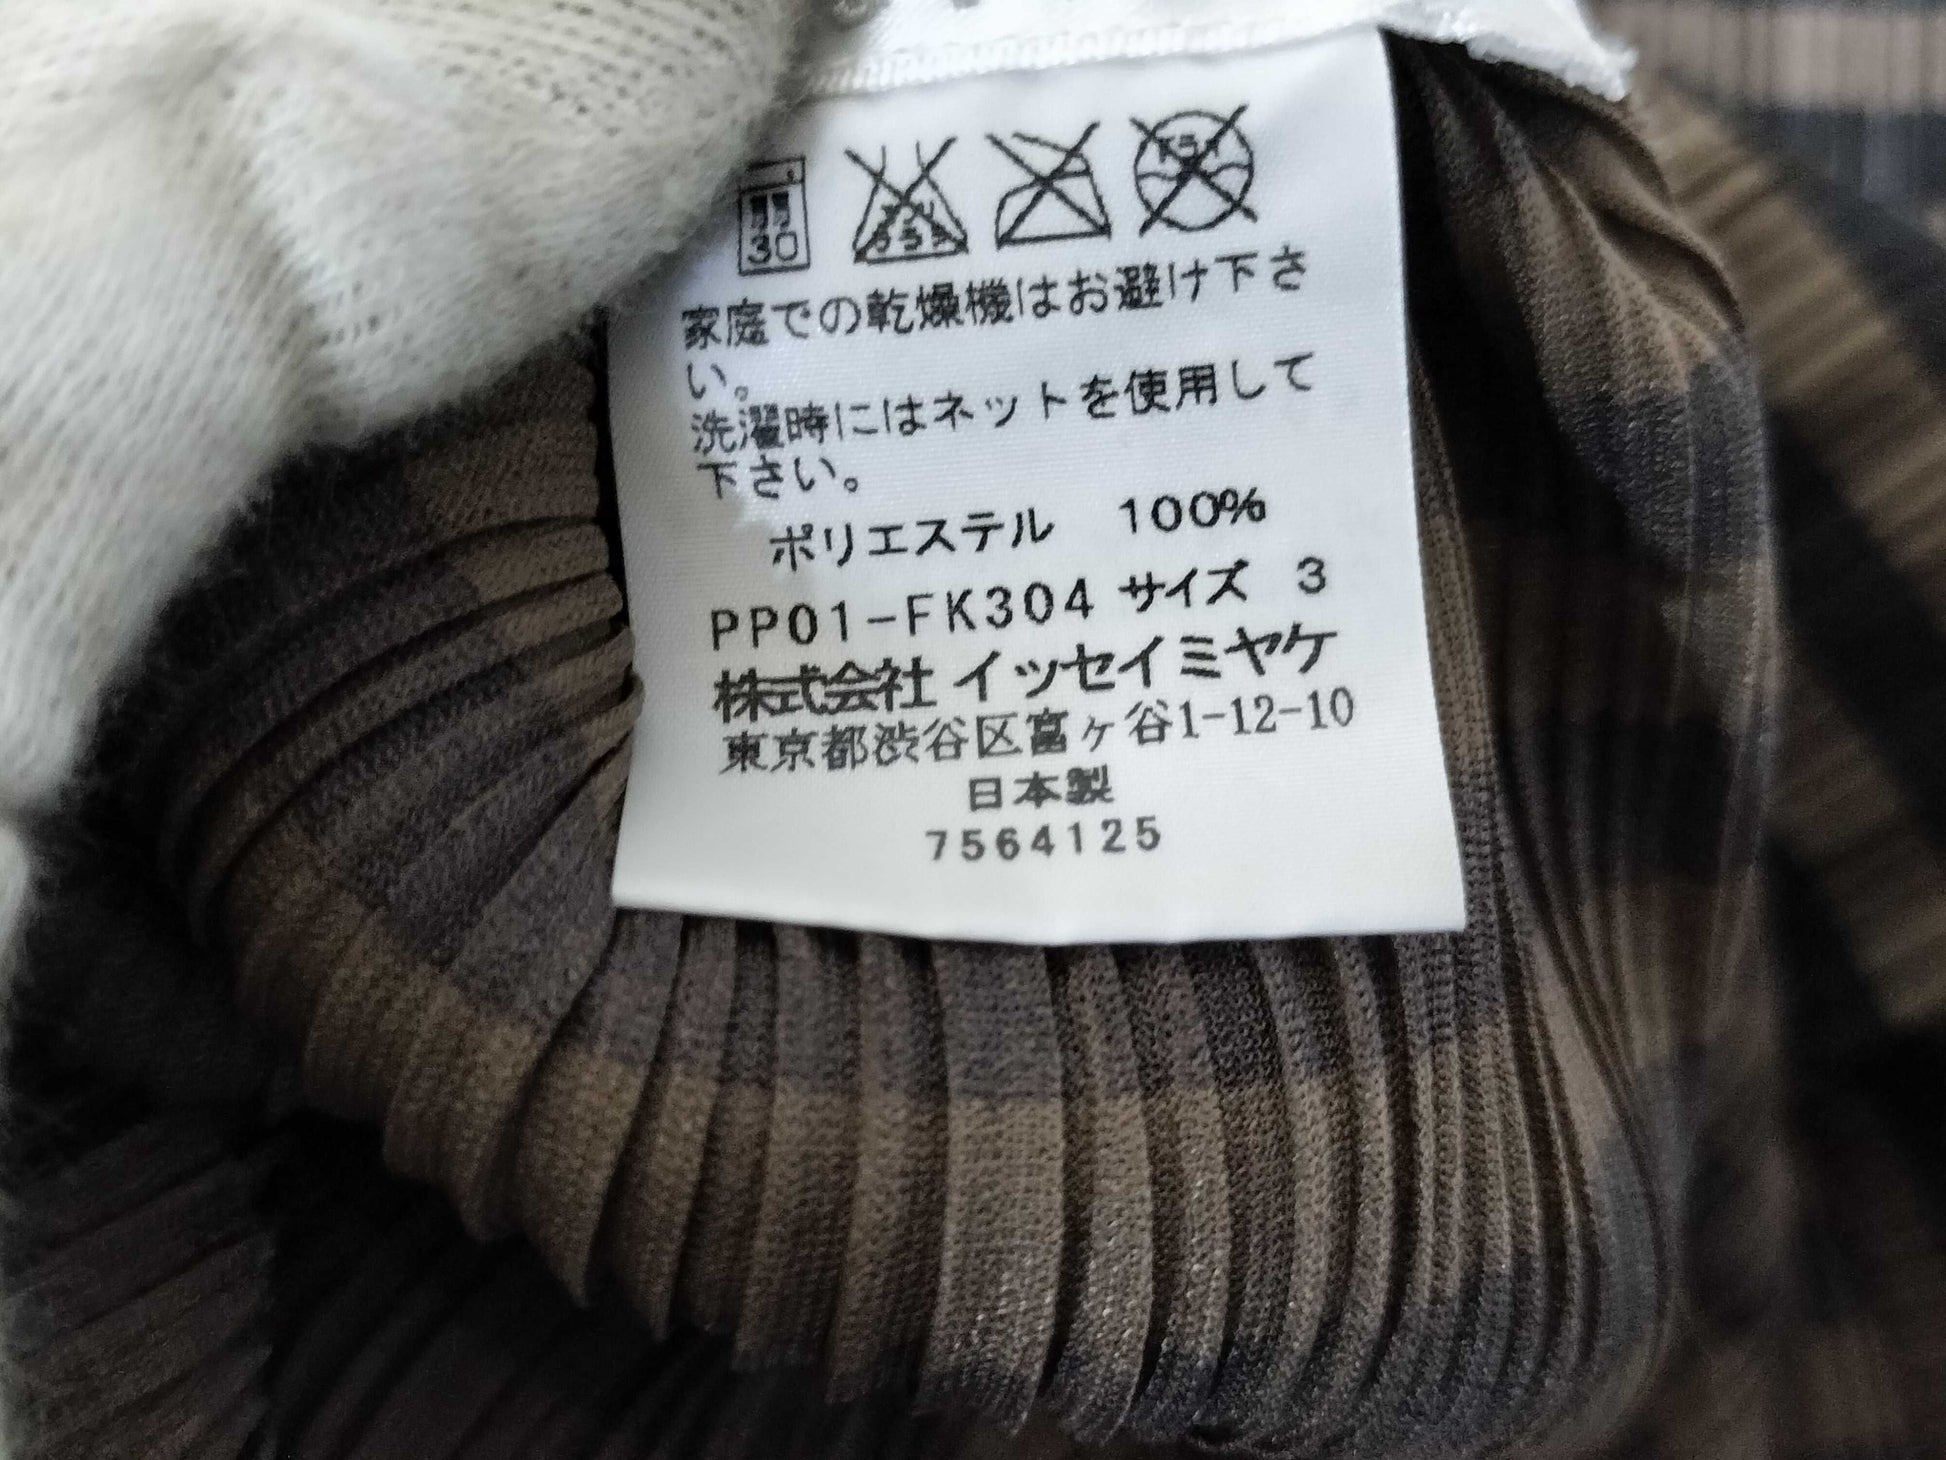 30
家庭での乾燥機はお避け下さ
い。
洗濯時にはネットを使用して
下さい。
ポリエステル 100%
PP01-FK304 サイズ 3
株式会社 イッセイミヤケ
東京都渋谷区富ヶ谷1-12-10
日本製
7564125